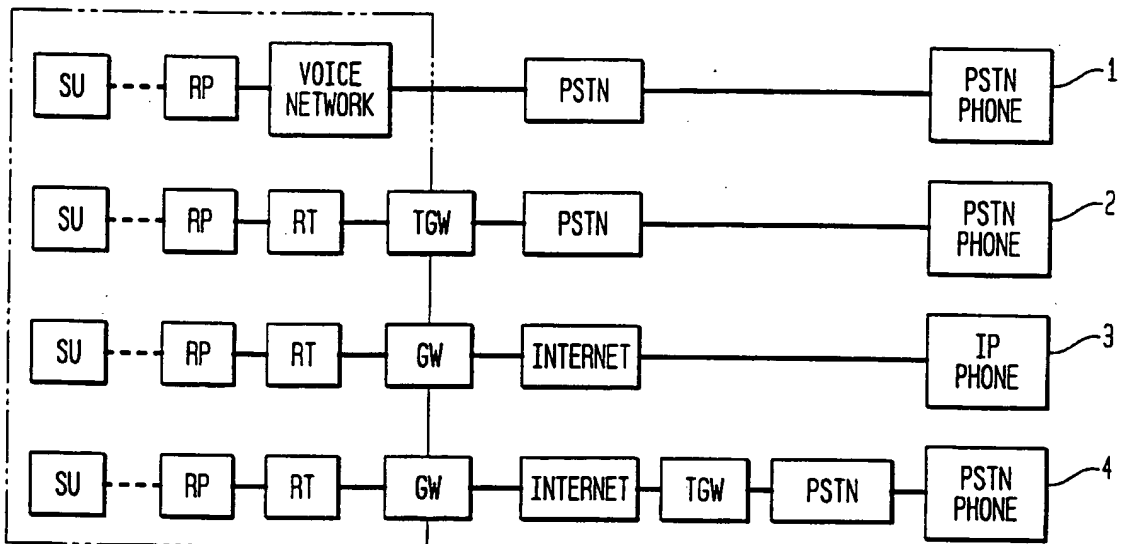 SU RP VOICE NETWORK PSTN PSTN PHONE 1
SU RP RT TGW PSTN PSTN PHONE 2
SU RP RT GW INTERNET IP PHONE 3
SU RP RT GW INTERNET TGW PSTN PSTN PHONE 4